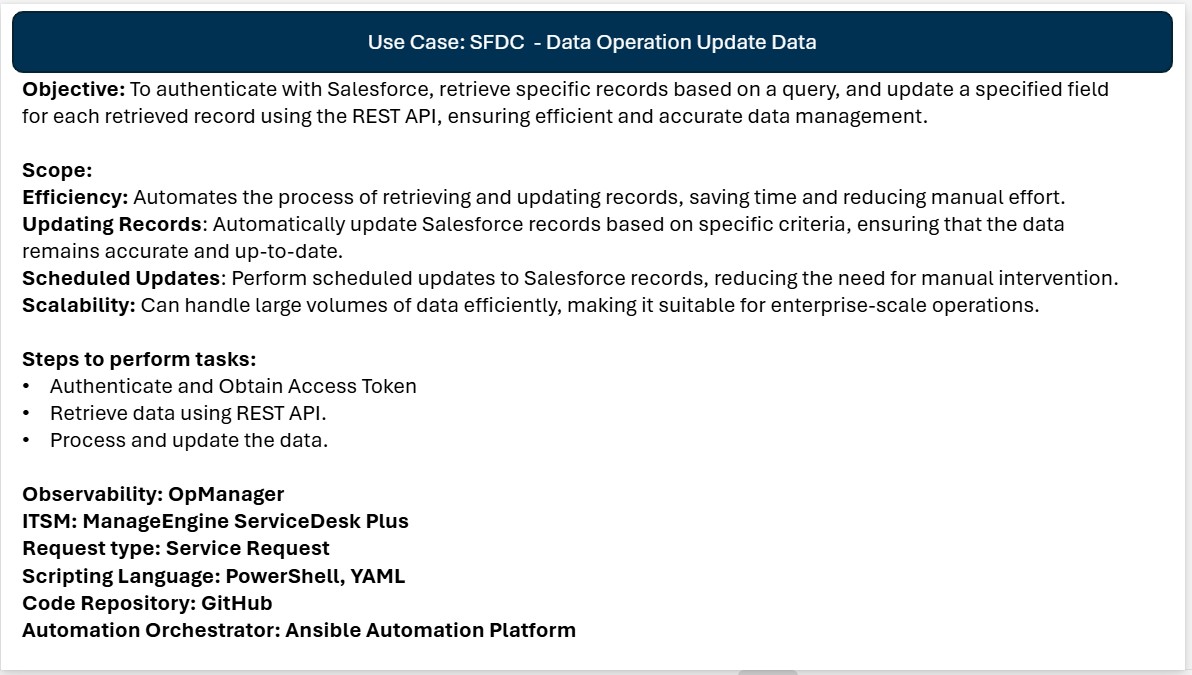 Use Case: SFDC  - Data Operation Update Data
Objective: To authenticate with Salesforce, retrieve specific records based on a query, and update a specified field
for each retrieved record using the REST API, ensuring efficient and accurate data management.
Scope:
Efficiency: Automates the process of retrieving and updating records, saving time and reducing manual effort.
Updating Records: Automatically update Salesforce records based on specific criteria, ensuring that the data
remains accurate and up-to-date.
Scheduled Updates: Perform scheduled updates to Salesforce records, reducing the need for manual intervention.
Scalability: Can handle large volumes of data efficiently, making it suitable for enterprise-scale operations.
Steps to perform tasks:
• Authenticate and Obtain Access Token
• Retrieve data using REST API.
• Process and update the data.
Observability: OpManager
ITSM: ManageEngine ServiceDesk Plus
Request type: Service Request
Scripting Language: PowerShell, YAML
Code Repository: GitHub
Automation Orchestrator: Ansible Automation Platform